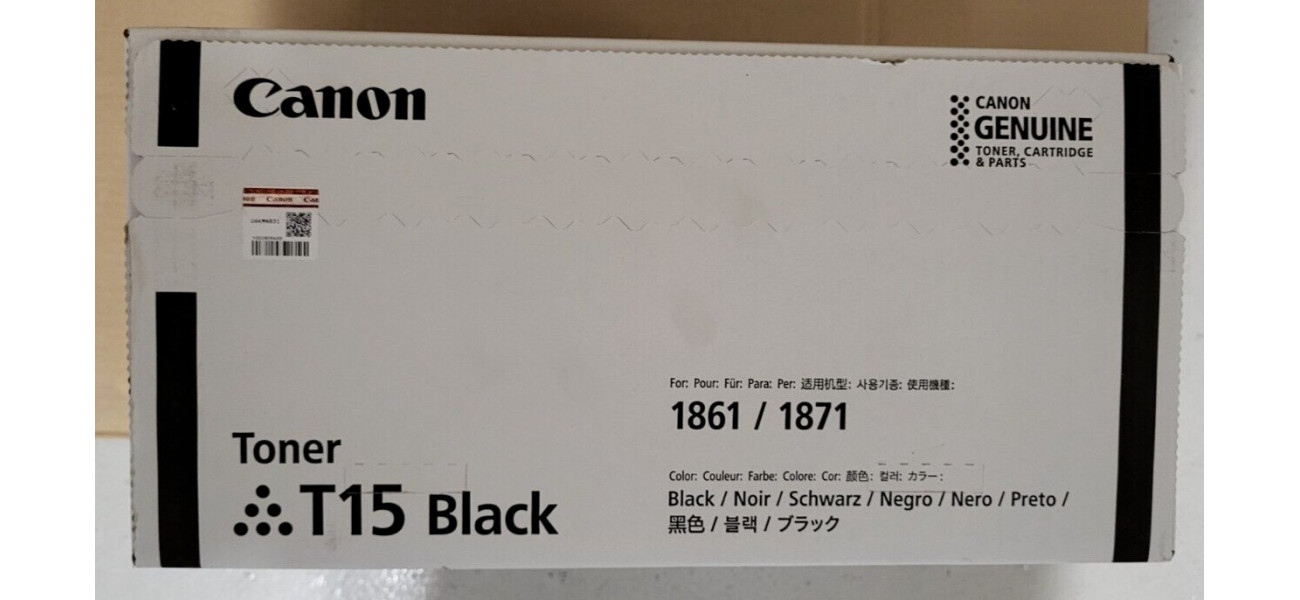 Canon
CANON
GENUINE
TONER, CARTRIDGE
& PARTS
Canon
For: Pour: Für: Para: Per: 适用机型: 사용기종: 使用機種:
1861 / 1871
Toner
T15 Black
Color: Couleur: Farbe: Colore: Cor: 颜色: 컬러: カラー:
Black / Noir / Schwarz / Negro / Nero / Preto /
黑色 / 블랙 / ブラック